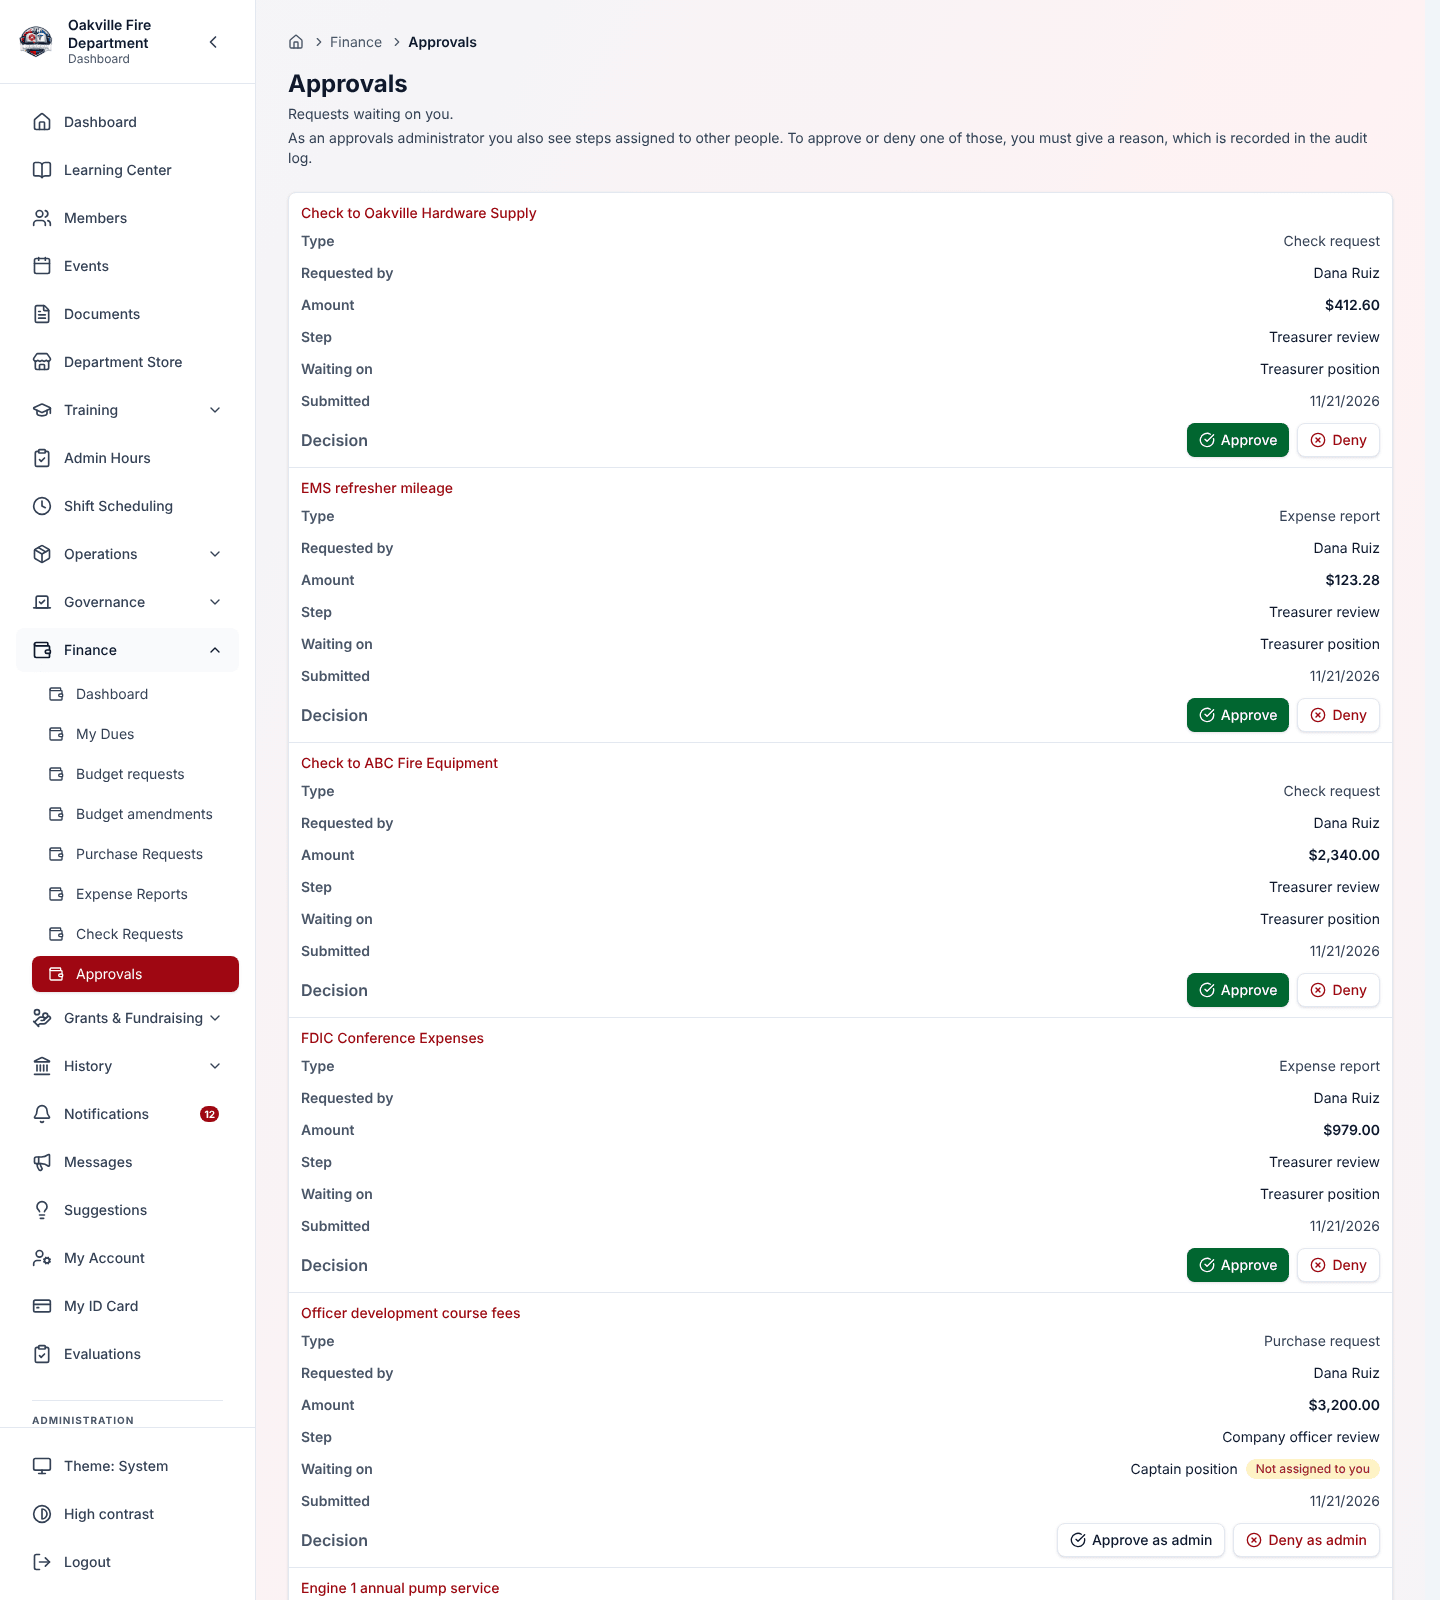 Oakville Fire
Department
Dashboard
Dashboard
Learning Center
Members
Events
Documents
Department Store
Training
Admin Hours
Shift Scheduling
Operations
Governance
Finance
Dashboard
My Dues
Budget requests
Budget amendments
Purchase Requests
Expense Reports
Check Requests
Approvals
Grants & Fundraising
History
Notifications 12
Messages
Suggestions
My Account
My ID Card
Evaluations
ADMINISTRATION
Theme: System
High contrast
Logout
Finance Approvals
Approvals
Requests waiting on you.
As an approvals administrator you also see steps assigned to other people. To approve or deny one of those, you must give a reason, which is recorded in the audit
log.
Check to Oakville Hardware Supply
Type Check request
Requested by Dana Ruiz
Amount $412.60
Step Treasurer review
Waiting on Treasurer position
Submitted 11/21/2026
Decision Approve Deny
EMS refresher mileage
Type Expense report
Requested by Dana Ruiz
Amount $123.28
Step Treasurer review
Waiting on Treasurer position
Submitted 11/21/2026
Decision Approve Deny
Check to ABC Fire Equipment
Type Check request
Requested by Dana Ruiz
Amount $2,340.00
Step Treasurer review
Waiting on Treasurer position
Submitted 11/21/2026
Decision Approve Deny
FDIC Conference Expenses
Type Expense report
Requested by Dana Ruiz
Amount $979.00
Step Treasurer review
Waiting on Treasurer position
Submitted 11/21/2026
Decision Approve Deny
Officer development course fees
Type Purchase request
Requested by Dana Ruiz
Amount $3,200.00
Step Company officer review
Waiting on Captain position Not assigned to you
Submitted 11/21/2026
Decision Approve as admin Deny as admin
Engine 1 annual pump service